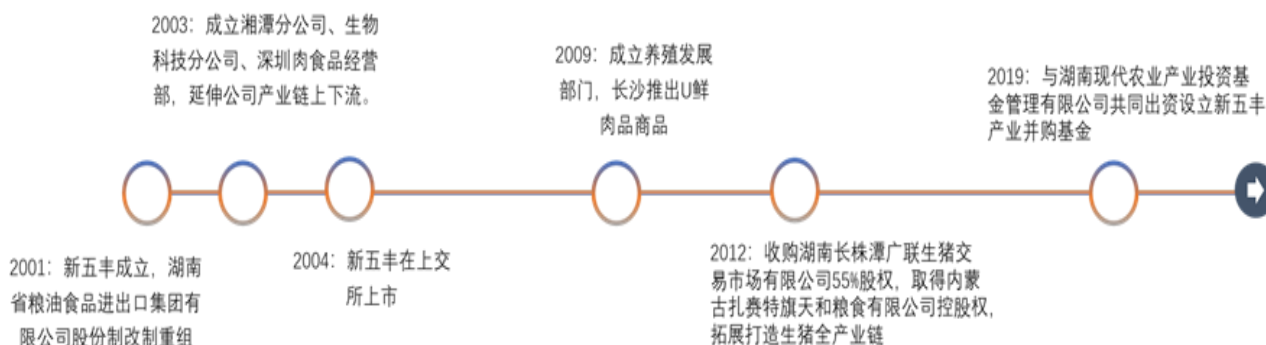 2003：成立湘潭分公司、生物
科技分公司、深圳肉食品经营
部，延伸公司产业链上下流。
2009：成立养殖发展
部门，长沙推出U鲜
肉品商品
2019：与湖南现代农业产业投资基
金管理有限公司共同出资设立新五丰
产业并购基金
2001：新五丰成立，湖南
省粮油食品进出口集团有
限公司股份制改制重组
2004：新五丰在上交
所上市
2012：收购湖南长株潭广联生猪交
易市场有限公司55%股权，取得内蒙
古扎赉特旗天和粮食有限公司控股权，
拓展打造生猪全产业链